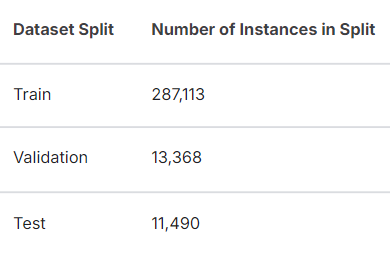 Dataset Split Number of Instances in Split
Train 287,113
Validation 13,368
Test 11,490